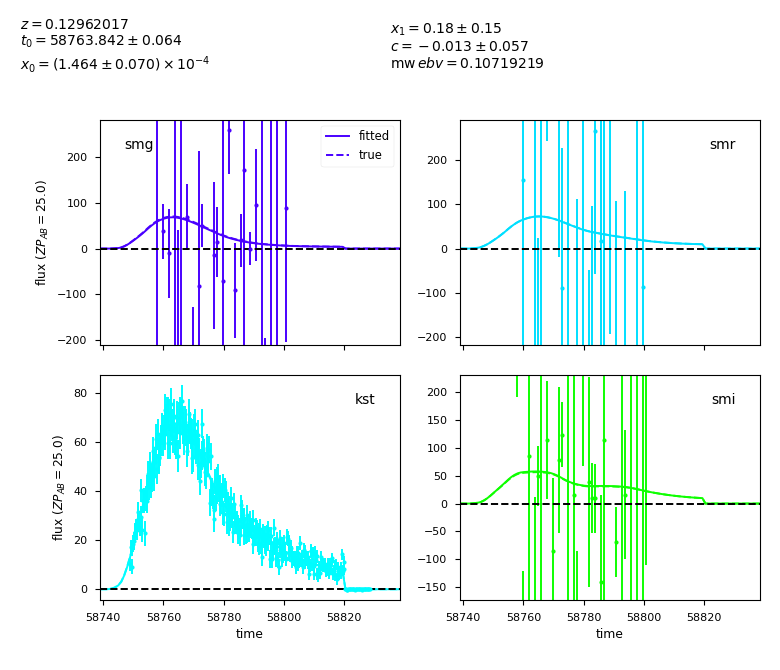 z = 0.12962017
t₀ = 58763.842 ± 0.064
x₀ = (1.464 ± 0.070) × 10⁻⁴
x₁ = 0.18 ± 0.15
c = −0.013 ± 0.057
mw ebv = 0.10719219
smg
fitted
true
200
100
0
−100
−200
flux (ZP_AB = 25.0)
smr
200
100
0
−100
−200
kst
80
60
40
20
0
flux (ZP_AB = 25.0)
58740 58760 58780 58800 58820
time
smi
200
150
100
50
0
−50
−100
−150
58740 58760 58780 58800 58820
time